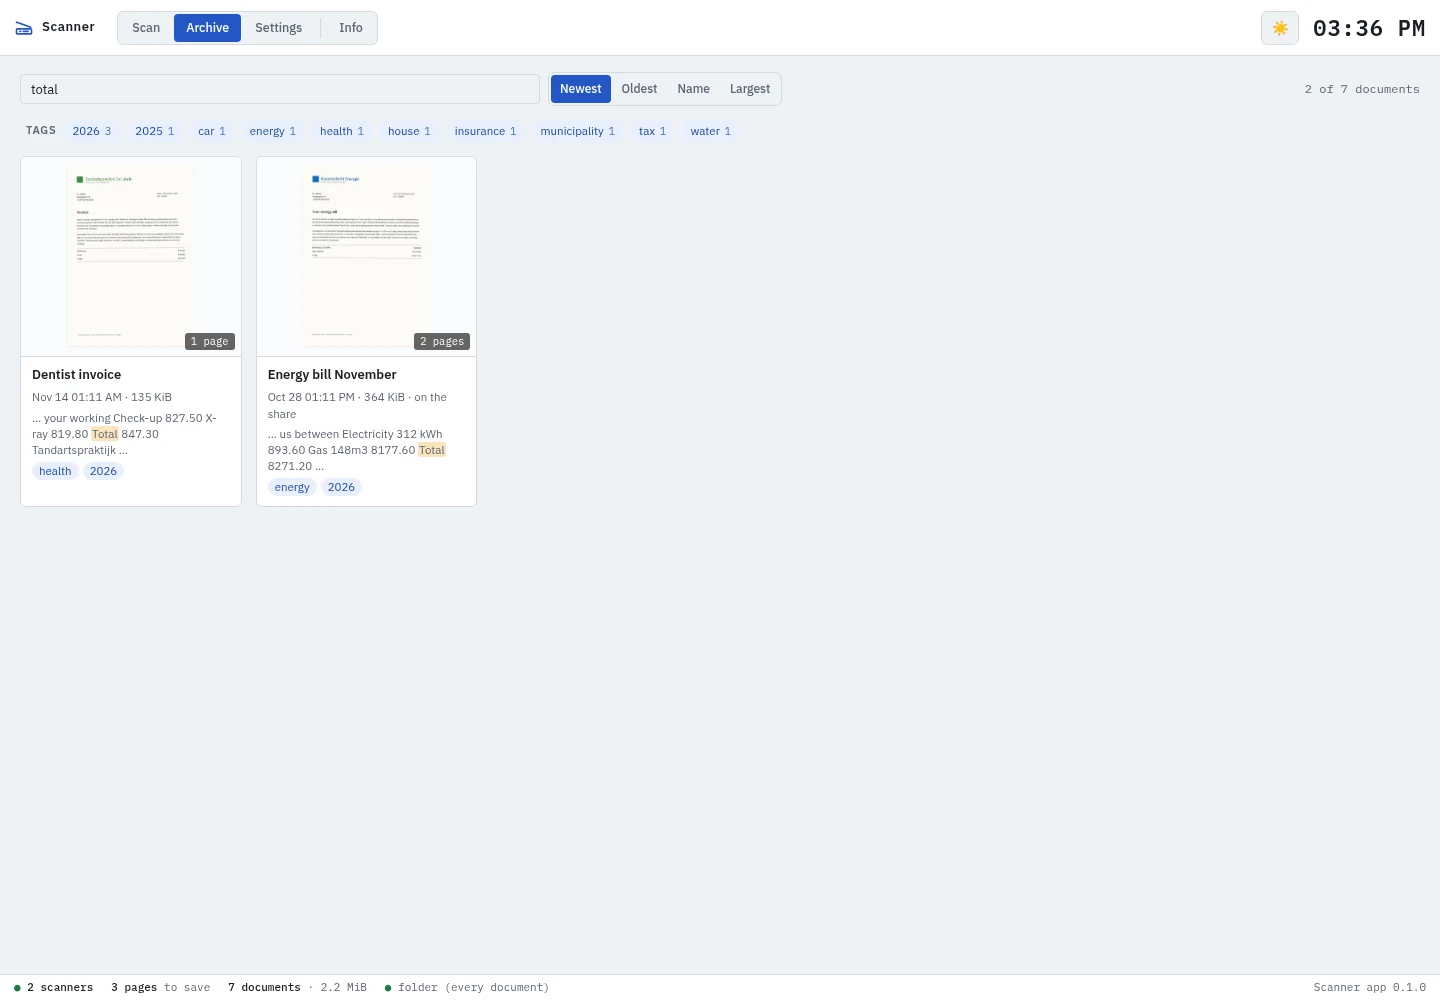 Scanner
Scan Archive Settings Info
03:36 PM
total
Newest Oldest Name Largest
2 of 7 documents
TAGS 2026 3 2025 1 car 1 energy 1 health 1 house 1 insurance 1 municipality 1 tax 1 water 1
Invoice
1 page
Dentist invoice
Nov 14 01:11 AM · 135 KiB
... your working Check-up 827.50 X-
ray 819.80 Total 847.30
Tandartspraktijk ...
health 2026
Your energy bill
2 pages
Energy bill November
Oct 28 01:11 PM · 364 KiB · on the
share
... us between Electricity 312 kWh
893.60 Gas 148m3 8177.60 Total
8271.20 ...
energy 2026
2 scanners 3 pages to save 7 documents · 2.2 MiB folder (every document)
Scanner app 0.1.0